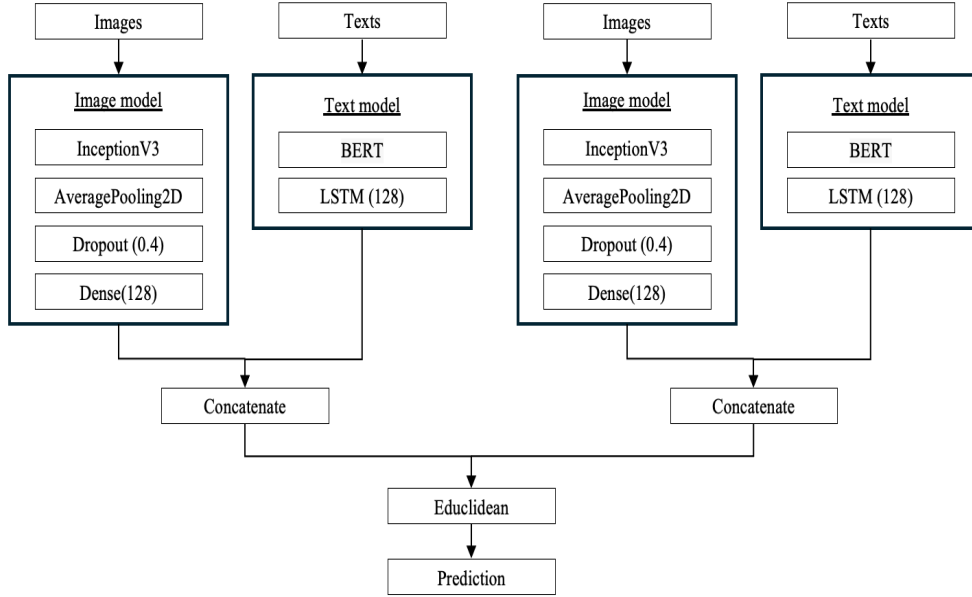 Images
Texts
Images
Texts
Image model
InceptionV3
AveragePooling2D
Dropout (0.4)
Dense(128)
Text model
BERT
LSTM (128)
Image model
InceptionV3
AveragePooling2D
Dropout (0.4)
Dense(128)
Text model
BERT
LSTM (128)
Concatenate
Concatenate
Educlidean
Prediction